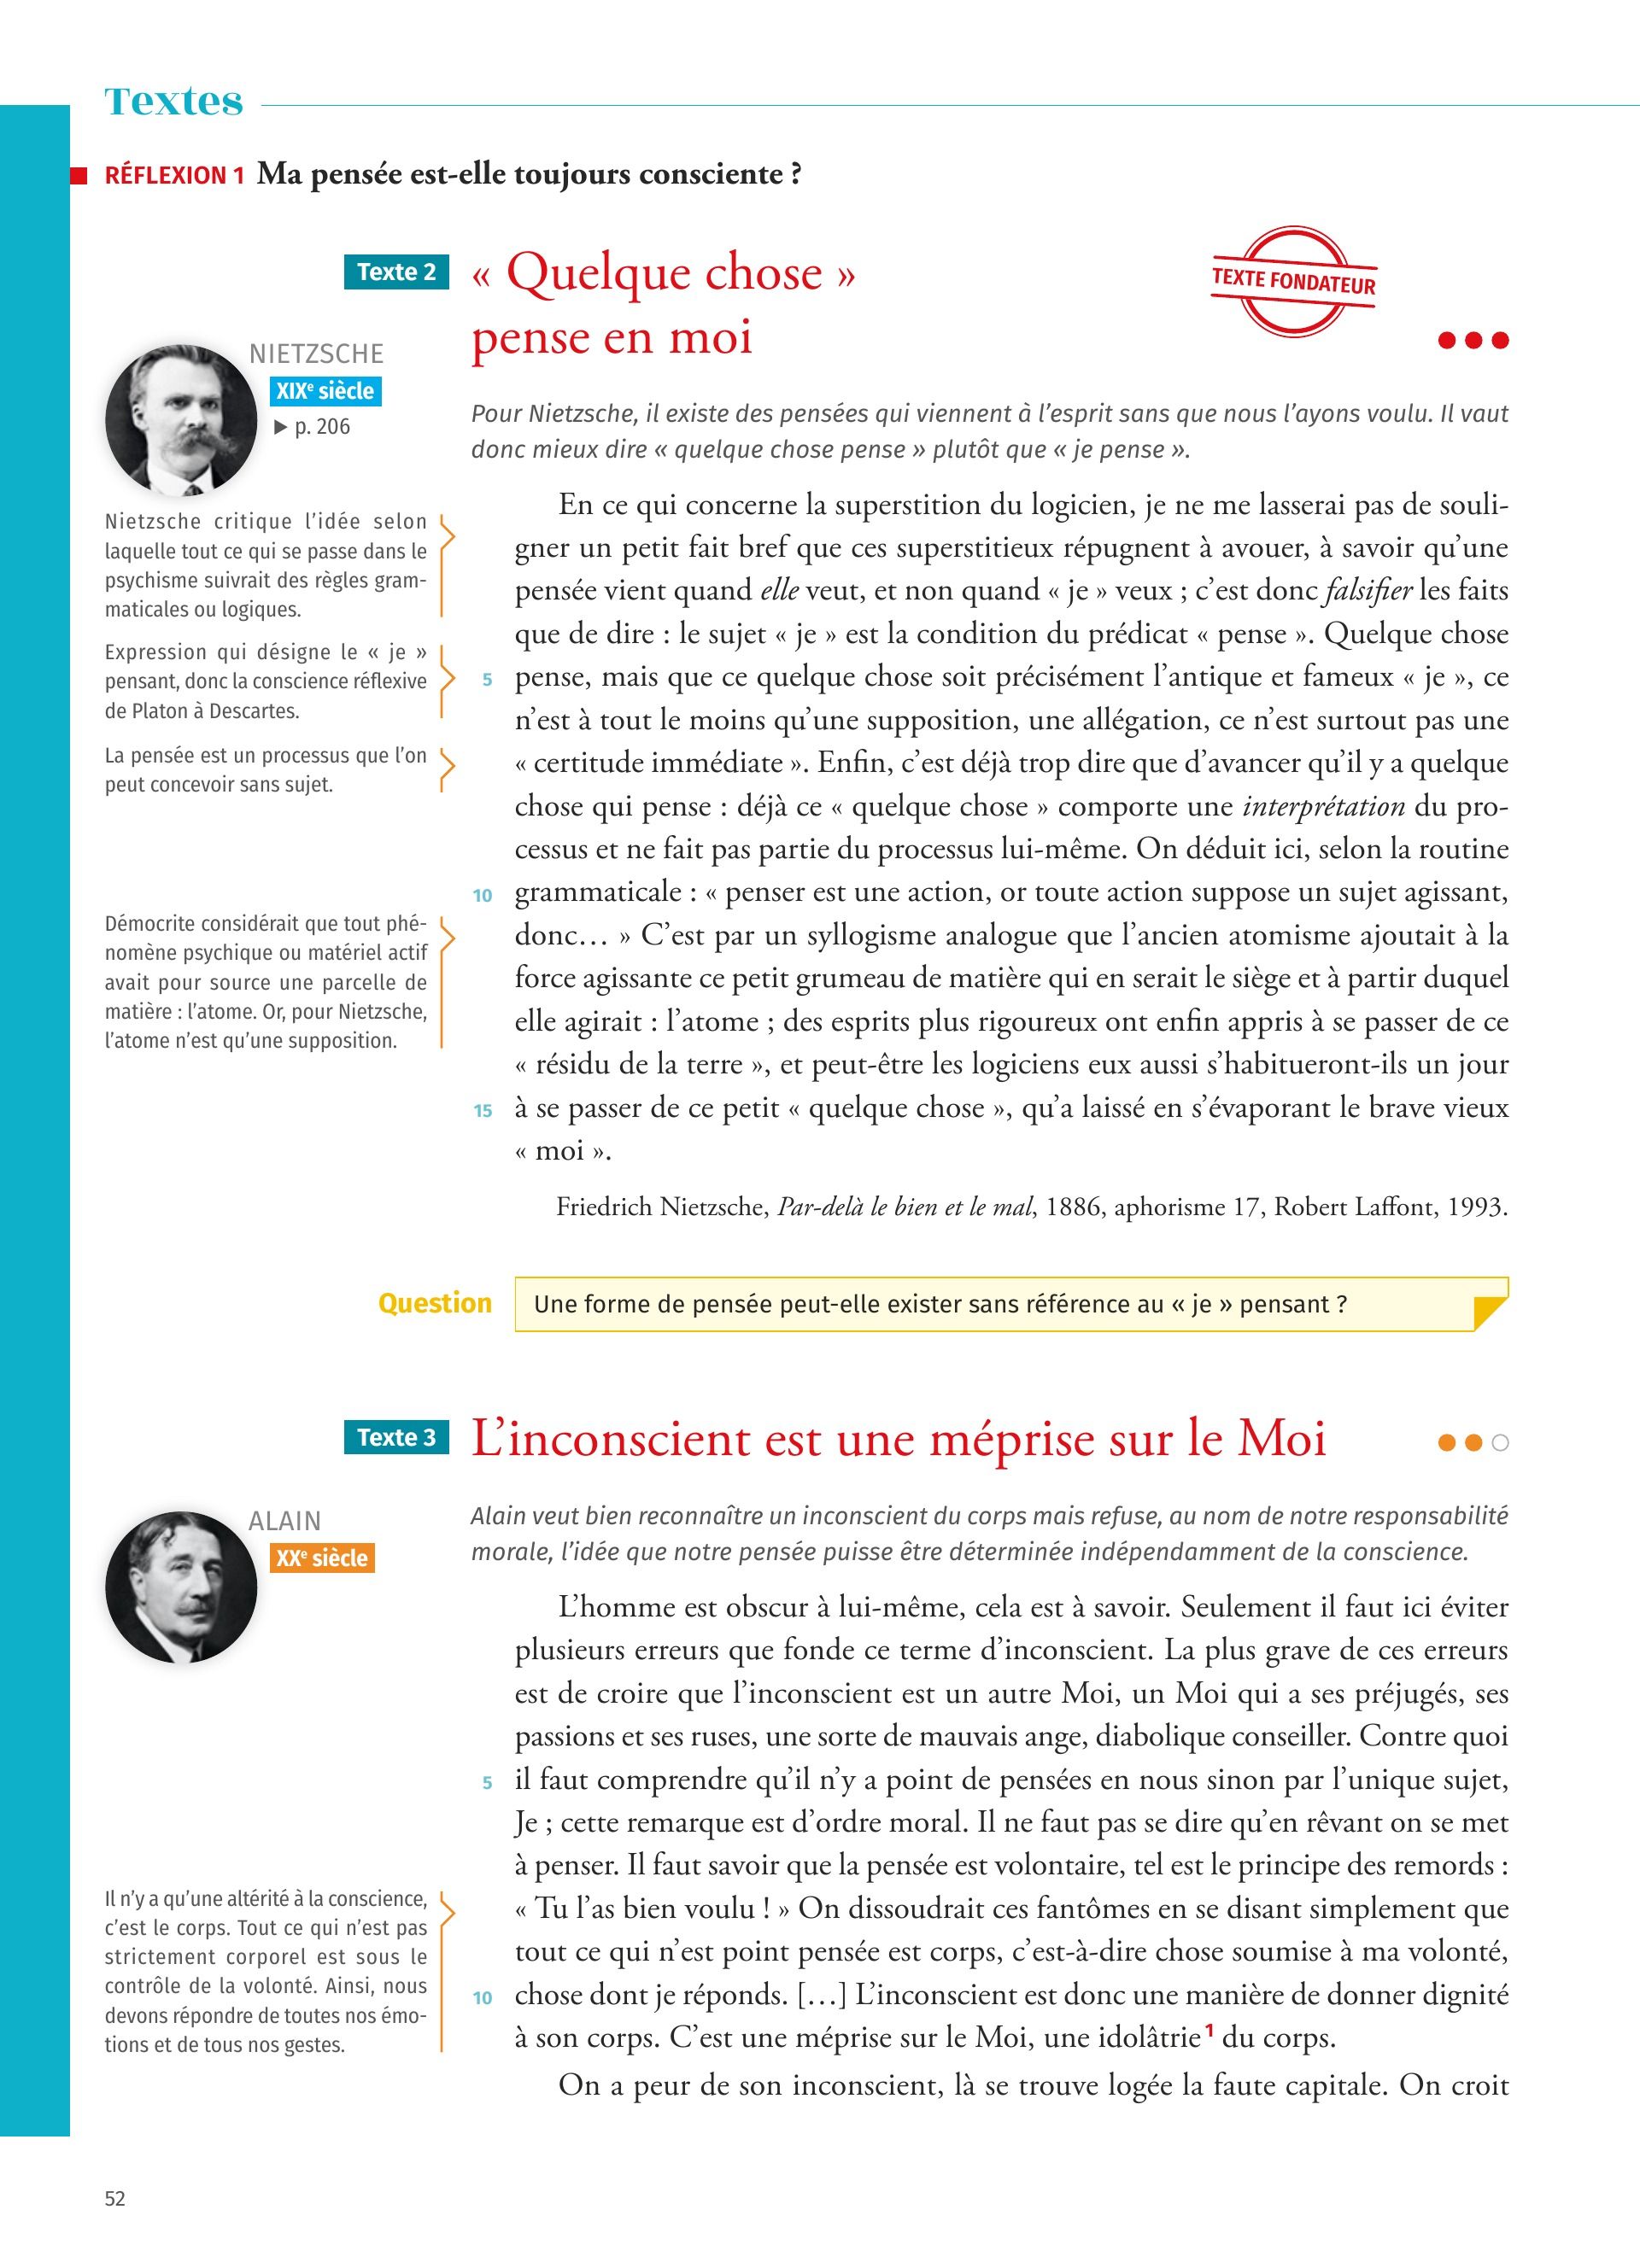 Textes
RÉFLEXION 1 Ma pensée est-elle toujours consciente ?
Texte 2
« Quelque chose »
pense en moi
TEXTE FONDATEUR
NIETZSCHE
XIXe siècle
▶ p. 206
Pour Nietzsche, il existe des pensées qui viennent à l’esprit sans que nous l’ayons voulu. Il vaut
donc mieux dire « quelque chose pense » plutôt que « je pense ».
Nietzsche critique l’idée selon
laquelle tout ce qui se passe dans le
psychisme suivrait des règles gram-
maticales ou logiques.
Expression qui désigne le « je »
pensant, donc la conscience réflexive
de Platon à Descartes.
La pensée est un processus que l’on
peut concevoir sans sujet.
Démocrite considérait que tout phé-
nomène psychique ou matériel actif
avait pour source une parcelle de
matière : l’atome. Or, pour Nietzsche,
l’atome n’est qu’une supposition.
En ce qui concerne la superstition du logicien, je ne me lasserai pas de souli-
gner un petit fait bref que ces superstitieux répugnent à avouer, à savoir qu’une
pensée vient quand elle veut, et non quand « je » veux ; c’est donc falsifier les faits
que de dire : le sujet « je » est la condition du prédicat « pense ». Quelque chose
5 pense, mais que ce quelque chose soit précisément l’antique et fameux « je », ce
n’est à tout le moins qu’une supposition, une allégation, ce n’est surtout pas une
« certitude immédiate ». Enfin, c’est déjà trop dire que d’avancer qu’il y a quelque
chose qui pense : déjà ce « quelque chose » comporte une interprétation du pro-
cessus et ne fait pas partie du processus lui-même. On déduit ici, selon la routine
10 grammaticale : « penser est une action, or toute action suppose un sujet agissant,
donc… » C’est par un syllogisme analogue que l’ancien atomisme ajoutait à la
force agissante ce petit grumeau de matière qui en serait le siège et à partir duquel
elle agirait : l’atome ; des esprits plus rigoureux ont enfin appris à se passer de ce
« résidu de la terre », et peut-être les logiciens eux aussi s’habitueront-ils un jour
15 à se passer de ce petit « quelque chose », qu’a laissé en s’évaporant le brave vieux
« moi ».
Friedrich Nietzsche, Par-delà le bien et le mal, 1886, aphorisme 17, Robert Laffont, 1993.
Question
Une forme de pensée peut-elle exister sans référence au « je » pensant ?
Texte 3
L’inconscient est une méprise sur le Moi
ALAIN
XXe siècle
Alain veut bien reconnaître un inconscient du corps mais refuse, au nom de notre responsabilité
morale, l’idée que notre pensée puisse être déterminée indépendamment de la conscience.
L’homme est obscur à lui-même, cela est à savoir. Seulement il faut ici éviter
plusieurs erreurs que fonde ce terme d’inconscient. La plus grave de ces erreurs
est de croire que l’inconscient est un autre Moi, un Moi qui a ses préjugés, ses
passions et ses ruses, une sorte de mauvais ange, diabolique conseiller. Contre quoi
5 il faut comprendre qu’il n’y a point de pensées en nous sinon par l’unique sujet,
Je ; cette remarque est d’ordre moral. Il ne faut pas se dire qu’en rêvant on se met
à penser. Il faut savoir que la pensée est volontaire, tel est le principe des remords :
« Tu l’as bien voulu ! » On dissoudrait ces fantômes en se disant simplement que
tout ce qui n’est point pensée est corps, c’est-à-dire chose soumise à ma volonté,
10 chose dont je réponds. […] L’inconscient est donc une manière de donner dignité
à son corps. C’est une méprise sur le Moi, une idolâtrie1 du corps.
On a peur de son inconscient, là se trouve logée la faute capitale. On croit
Il n’y a qu’une altérité à la conscience,
c’est le corps. Tout ce qui n’est pas
strictement corporel est sous le
contrôle de la volonté. Ainsi, nous
devons répondre de toutes nos émo-
tions et de tous nos gestes.
52